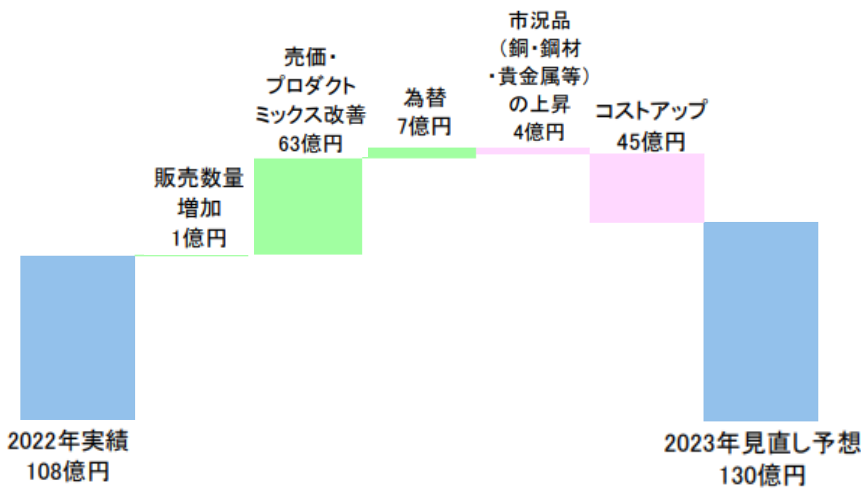 販売数量
増加
1億円
売価・
プロダクト
ミックス改善
63億円
為替
7億円
市況品
（銅・鋼材
・貴金属等）
の上昇
4億円
コストアップ
45億円
2022年実績
108億円
2023年見直し予想
130億円